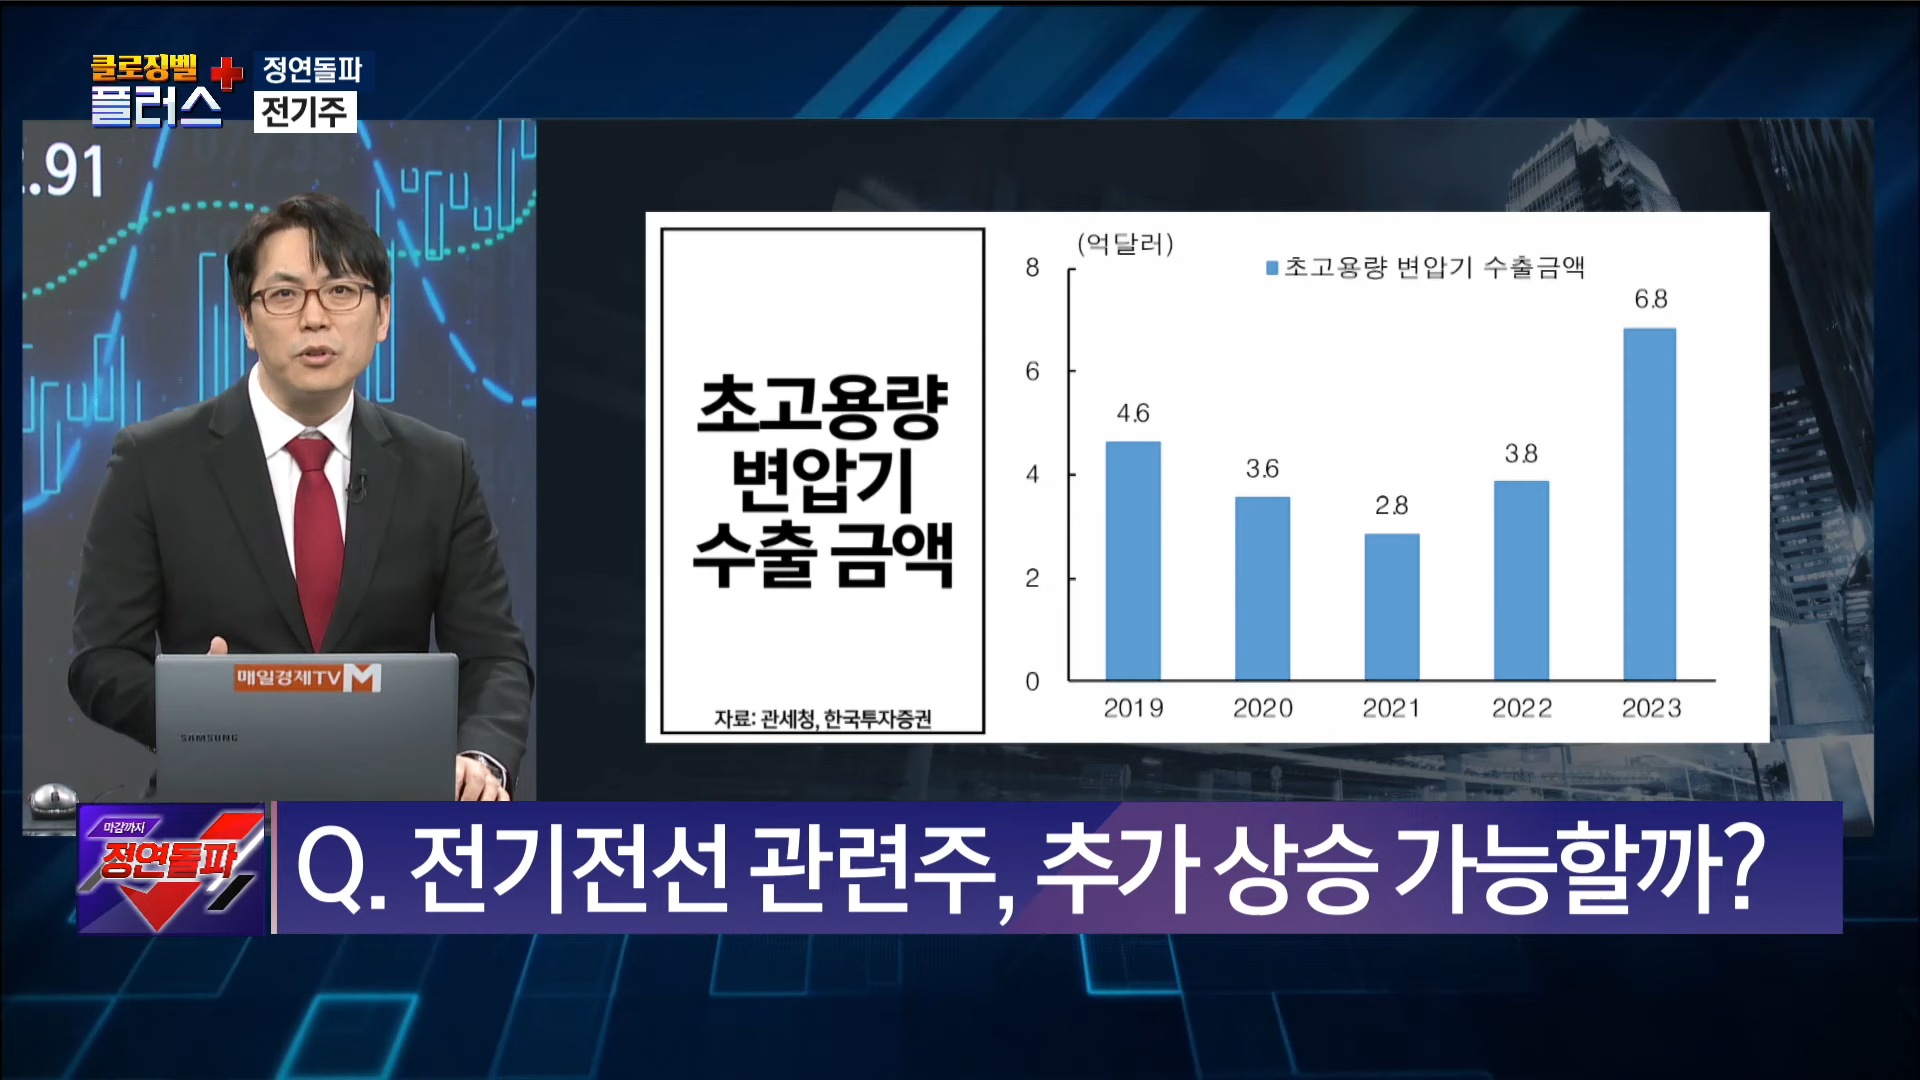 클로징벨
플러스
정연돌파
전기주
.91
매일경제TV M
SAMSUNG
초고용량
변압기
수출 금액
자료: 관세청, 한국투자증권
(억달러)
초고용량 변압기 수출금액
8
6
4
2
0
4.6
3.6
2.8
3.8
6.8
2019 2020 2021 2022 2023
마감까지
정연돌파
Q. 전기전선 관련주, 추가 상승 가능할까?